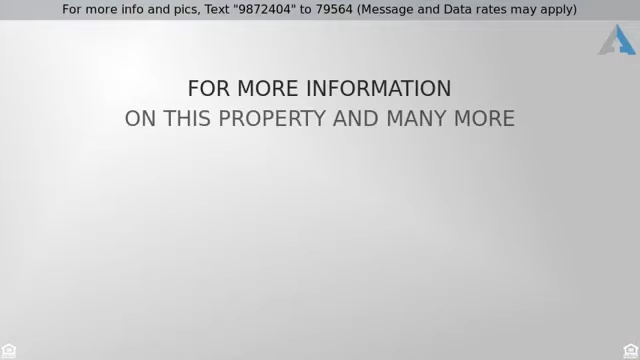 For more info and pics, Text "9872404" to 79564 (Message and Data rates may apply)
FOR MORE INFORMATION
ON THIS PROPERTY AND MANY MORE